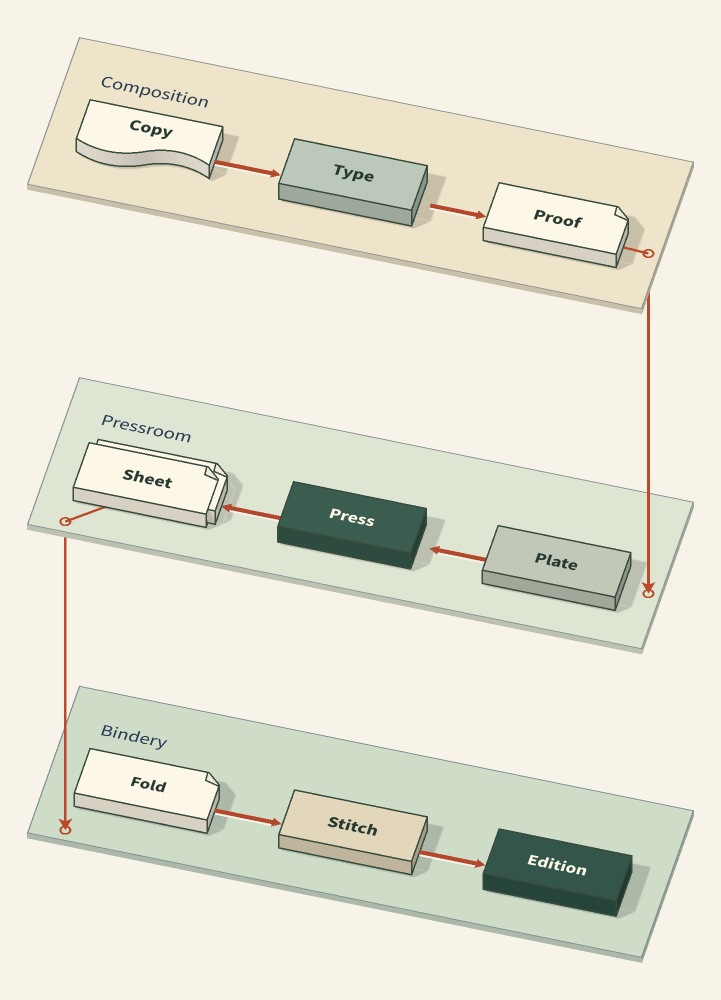 Composition
Copy
Type
Proof
Pressroom
Sheet
Press
Plate
Bindery
Fold
Stitch
Edition